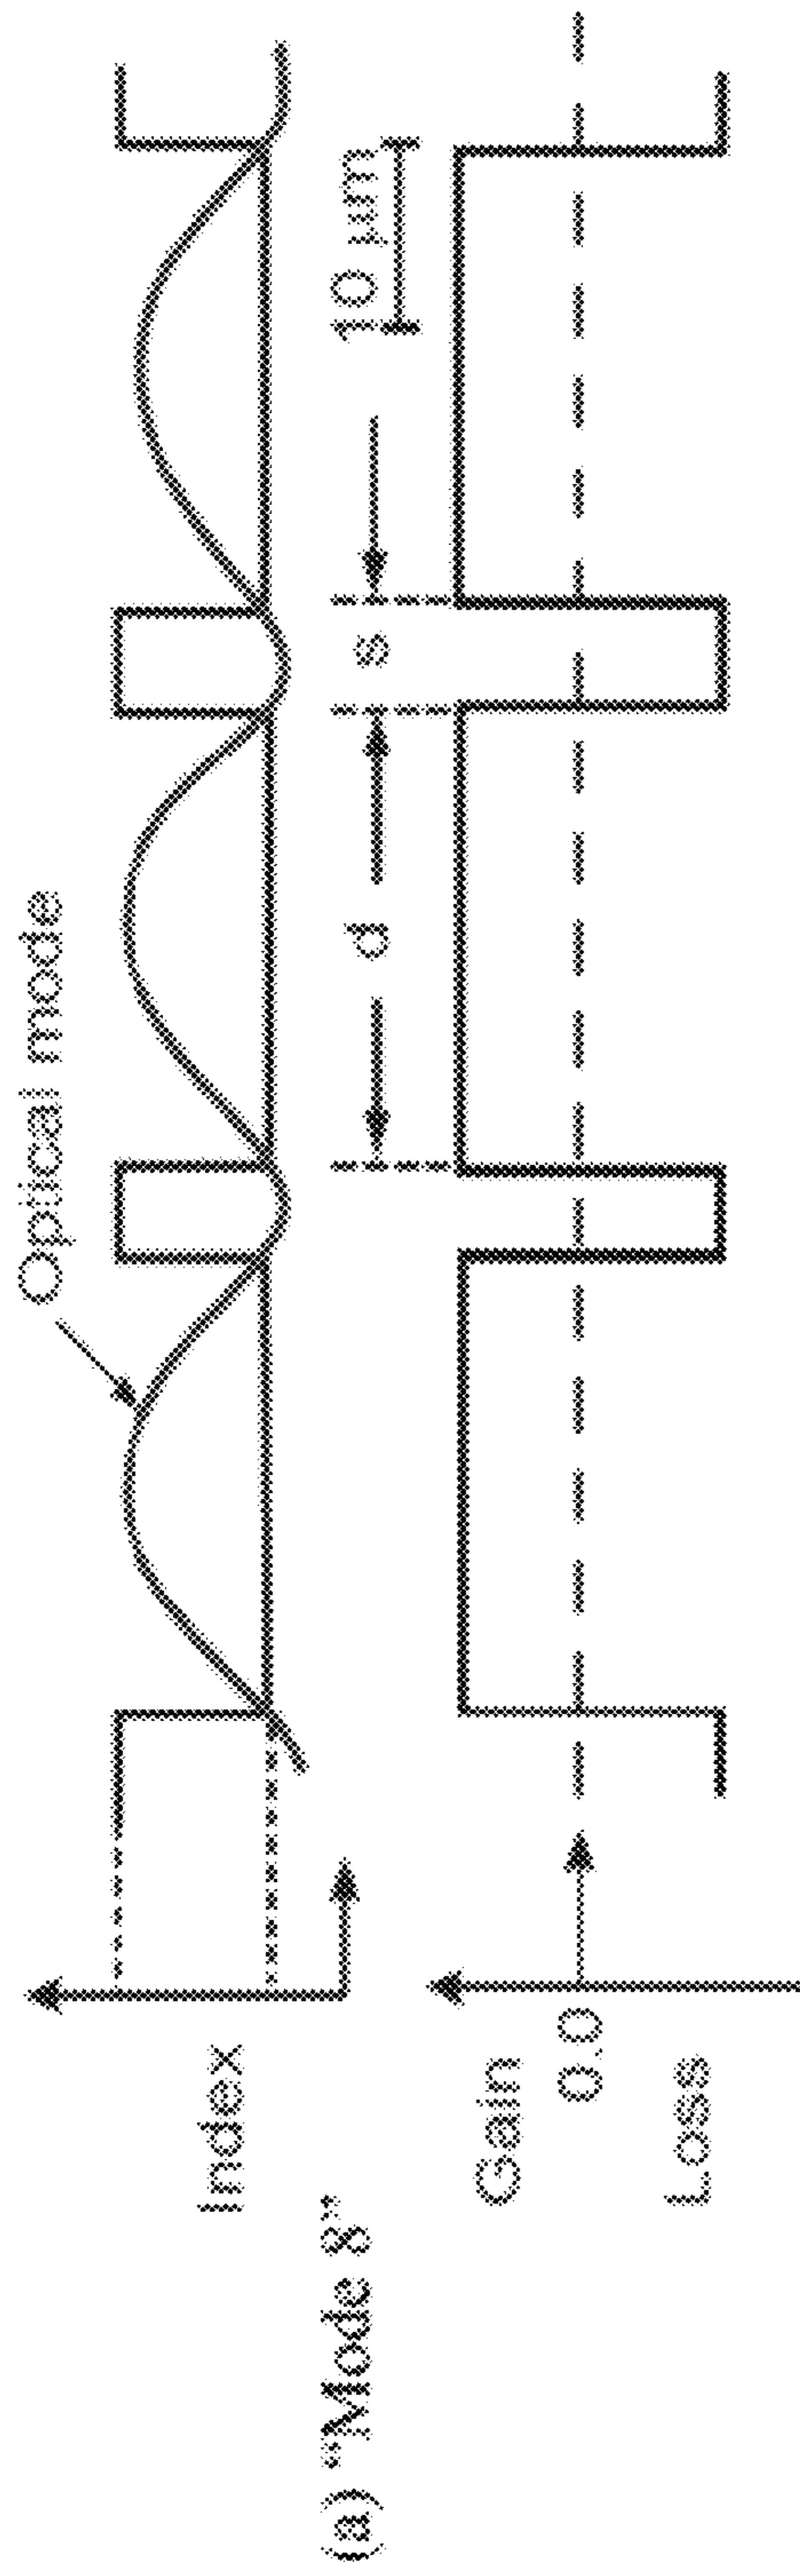 Optical mode
Index
10 µm
d
s
(a) "Mode 8"
Gain
0.0
Loss